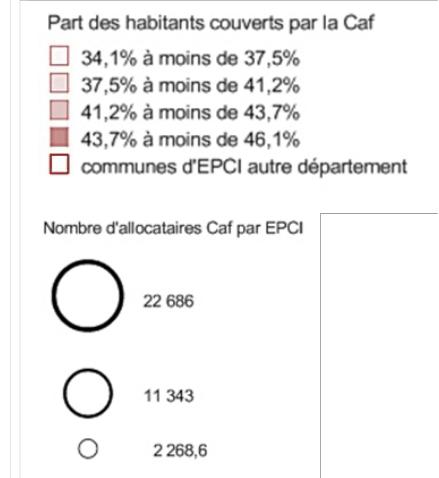 Part des habitants couverts par la Caf
34,1% à moins de 37,5%
37,5% à moins de 41,2%
41,2% à moins de 43,7%
43,7% à moins de 46,1%
communes d'EPCI autre département
Nombre d'allocataires Caf par EPCI
22 686
11 343
2 268,6